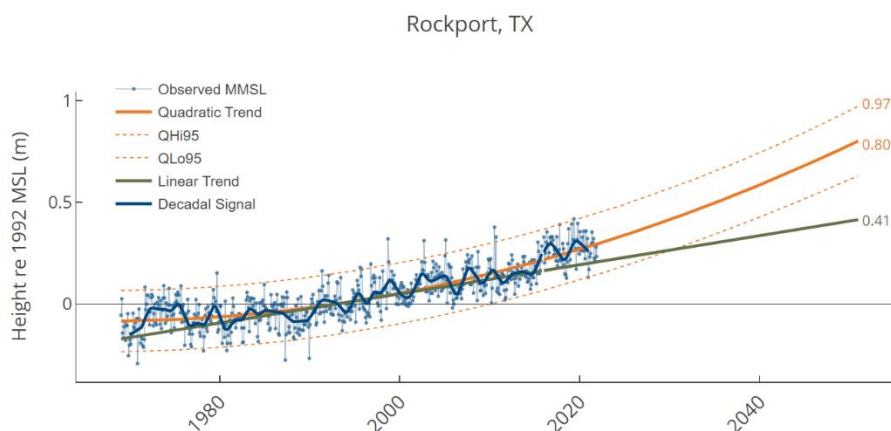 Rockport, TX
Height re 1992 MSL (m)
1
0.5
0
Observed MMSL
Quadratic Trend
QHi95
QLo95
Linear Trend
Decadal Signal
0.97
0.80
0.41
1980
2000
2020
2040